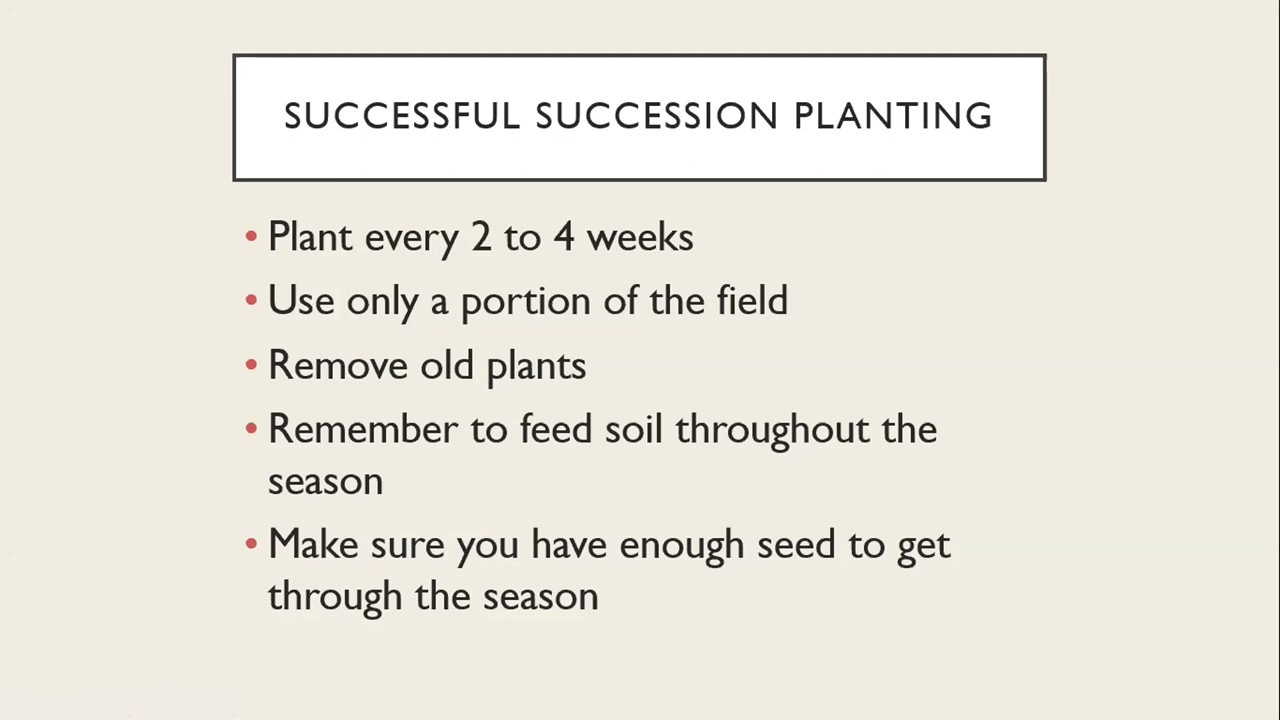 SUCCESSFUL SUCCESSION PLANTING
• Plant every 2 to 4 weeks
• Use only a portion of the field
• Remove old plants
• Remember to feed soil throughout the
season
• Make sure you have enough seed to get
through the season